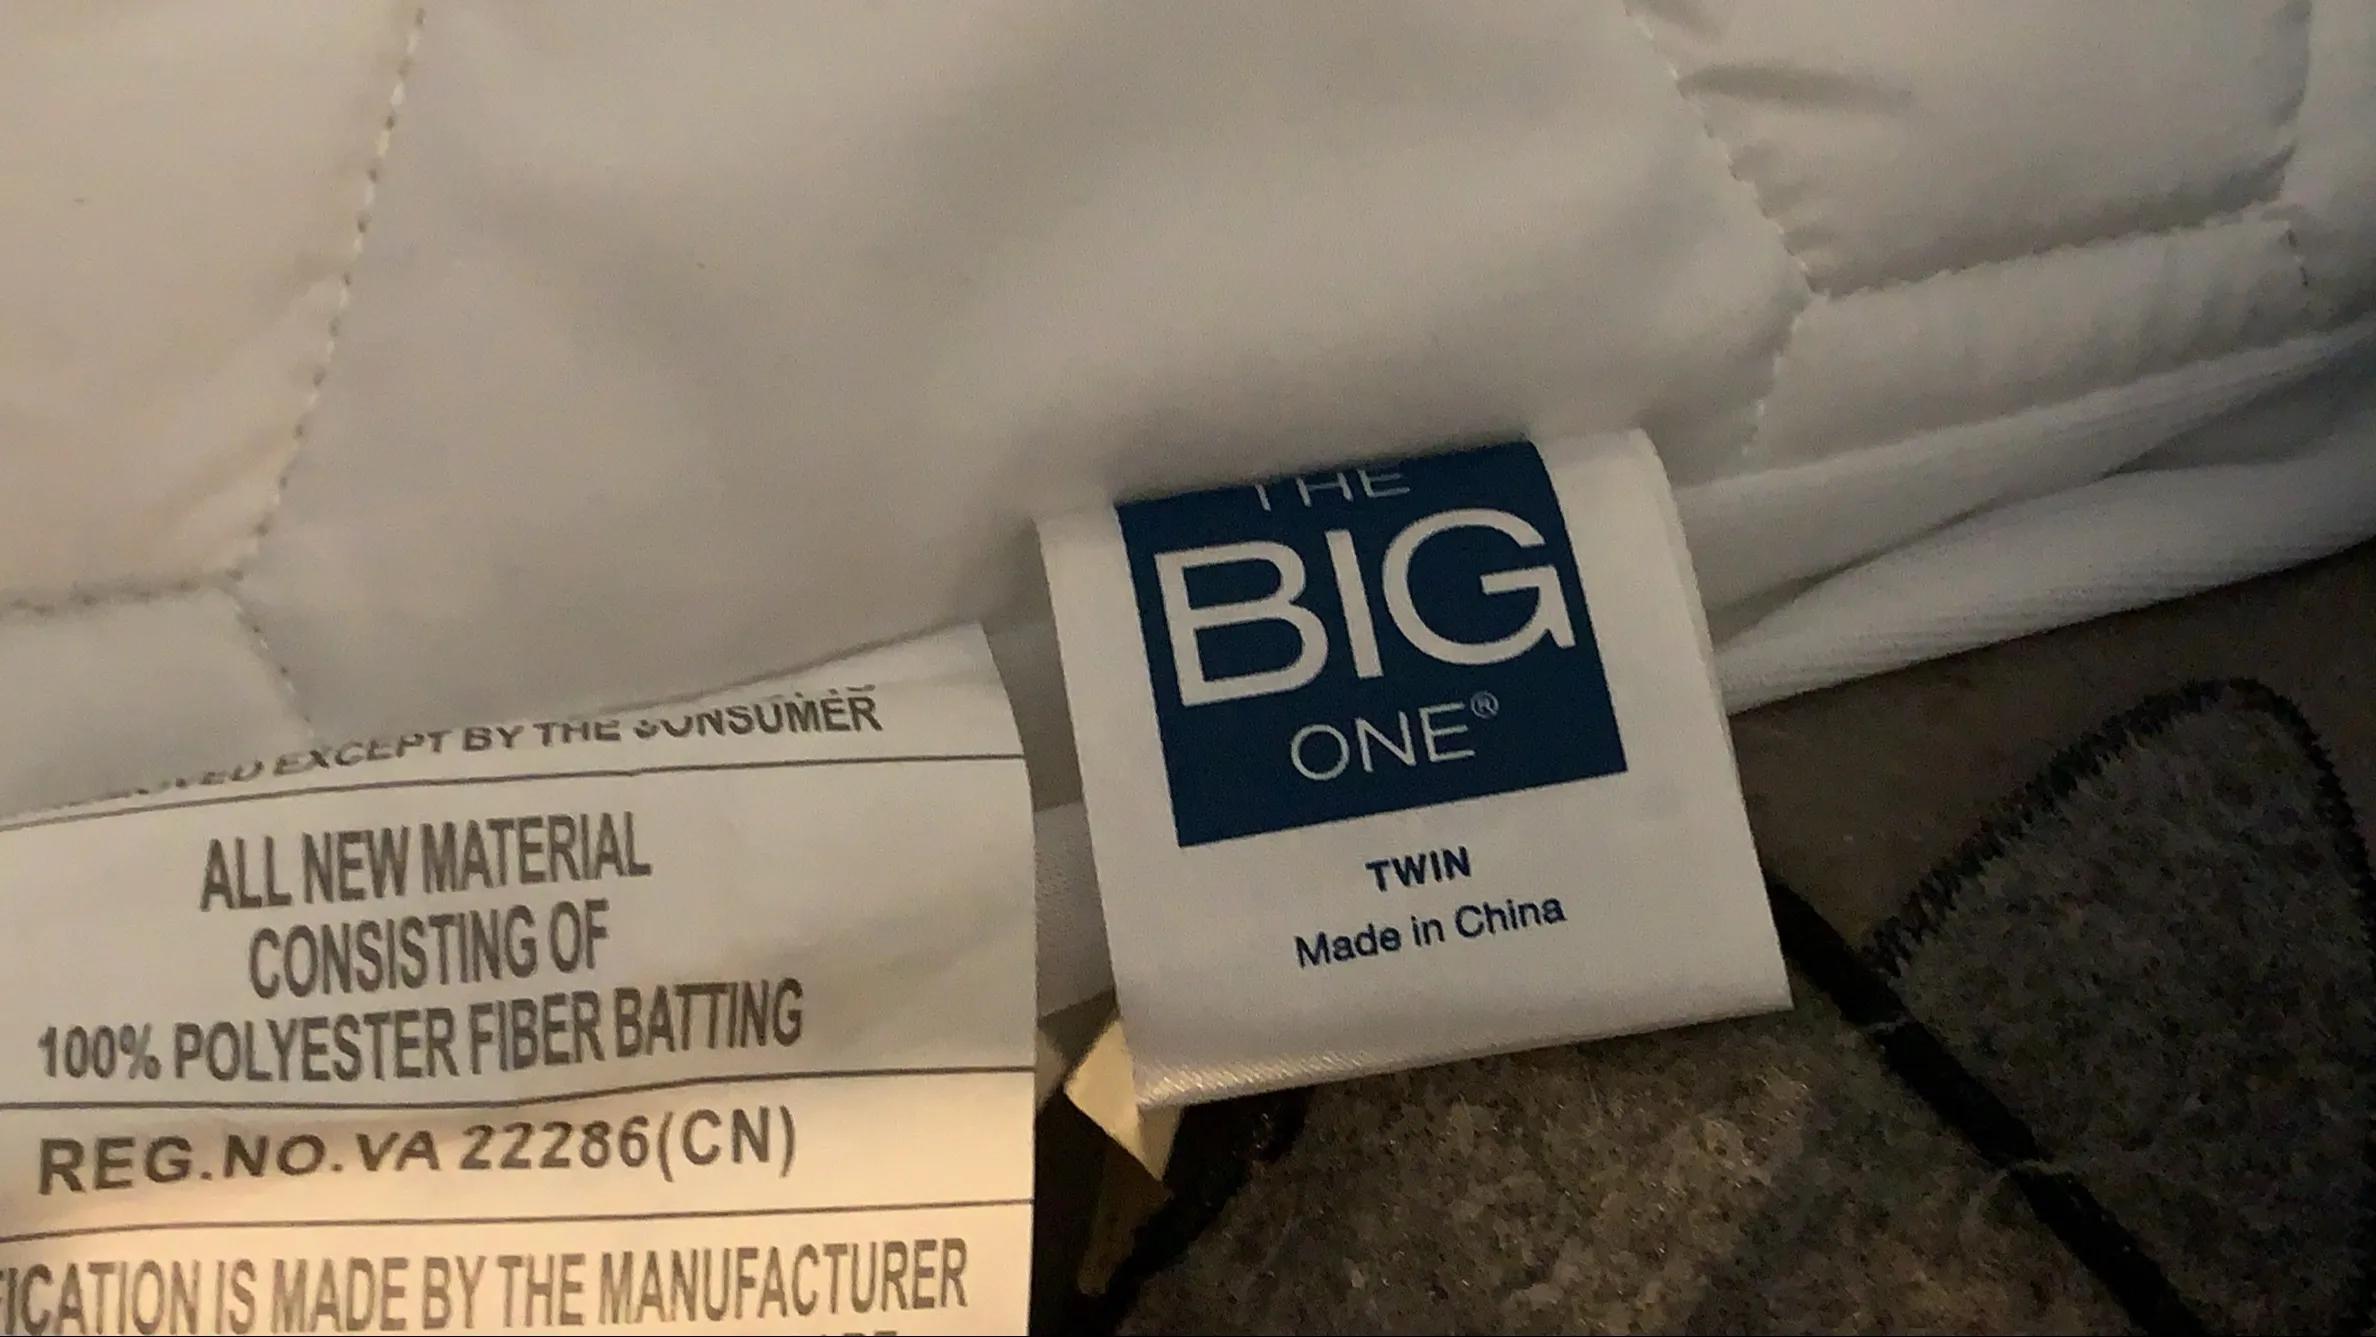 EXCEPT BY THE CONSUMER
ALL NEW MATERIAL
CONSISTING OF
100% POLYESTER FIBER BATTING
REG.NO.VA 22286(CN)
IS MADE BY THE MANUFACTURER
THE
BIG
ONE®
TWIN
Made in China